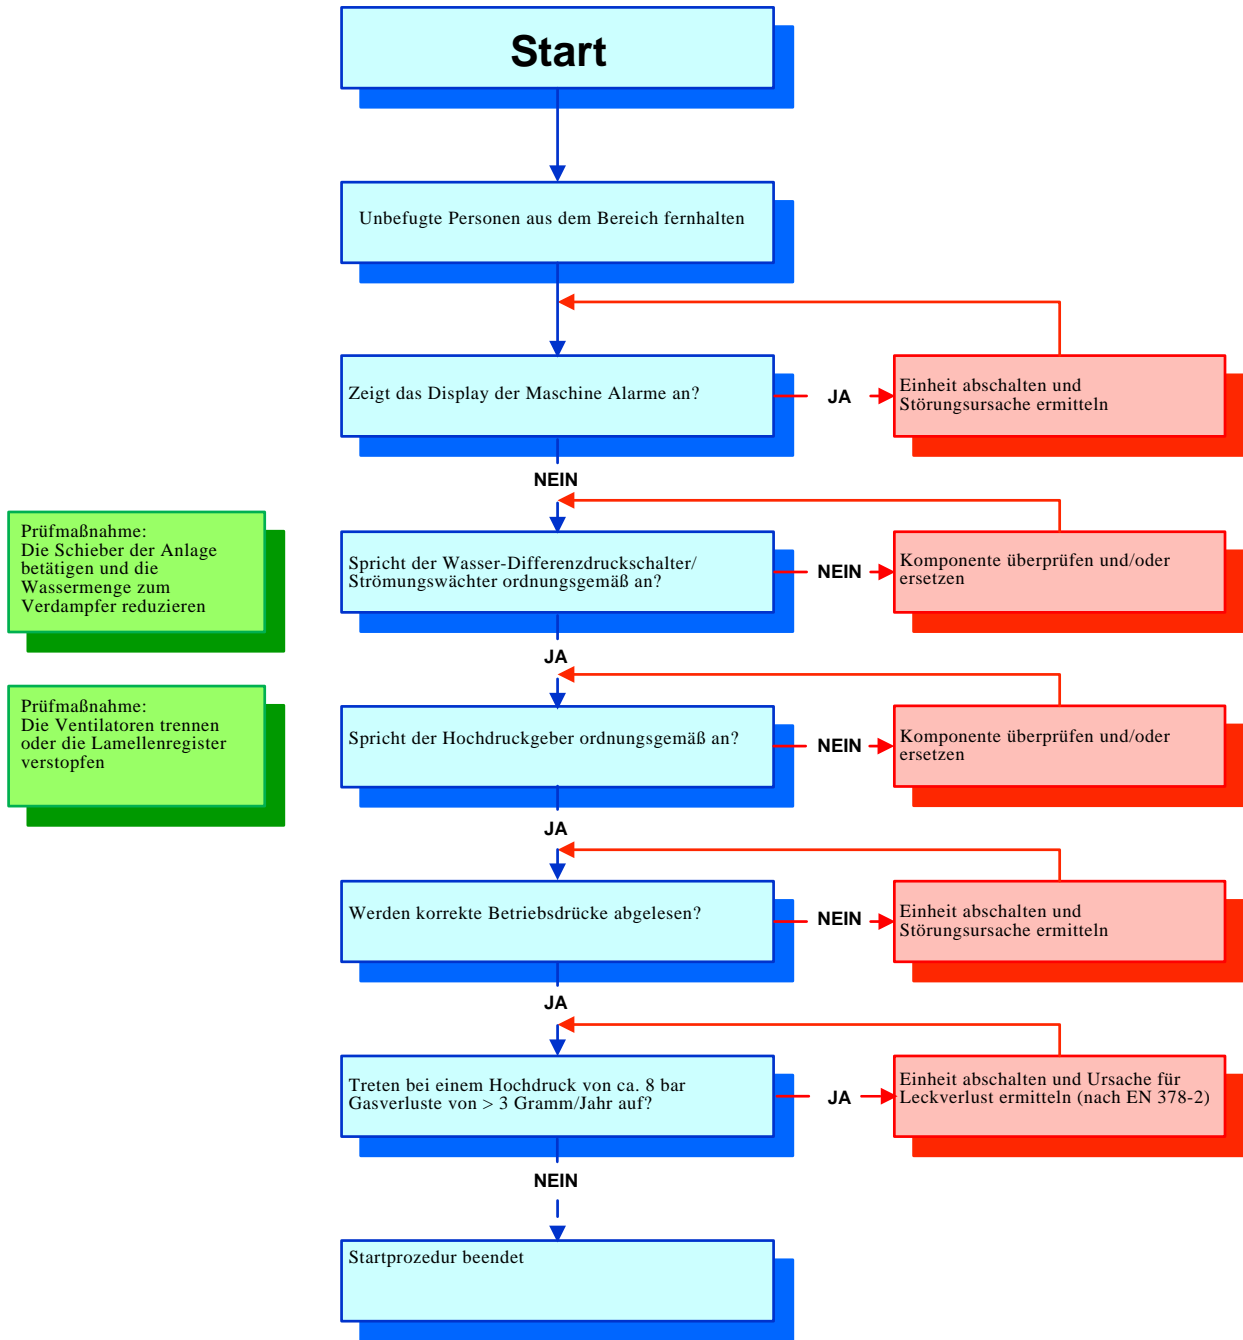 Start
Unbefugte Personen aus dem Bereich fernhalten
Zeigt das Display der Maschine Alarme an?
JA
Einheit abschalten und
Störungsursache ermitteln
NEIN
Prüfmaßnahme:
Die Schieber der Anlage
betätigen und die
Wassermenge zum
Verdampfer reduzieren
Spricht der Wasser-Differenzdruckschalter/
Strömungswächter ordnungsgemäß an?
NEIN
Komponente überprüfen und/oder
ersetzen
JA
Prüfmaßnahme:
Die Ventilatoren trennen
oder die Lamellenregister
verstopfen
Spricht der Hochdruckgeber ordnungsgemäß an?
NEIN
Komponente überprüfen und/oder
ersetzen
JA
Werden korrekte Betriebsdrücke abgelesen?
NEIN
Einheit abschalten und
Störungsursache ermitteln
JA
Treten bei einem Hochdruck von ca. 8 bar
Gasverluste von > 3 Gramm/Jahr auf?
JA
Einheit abschalten und Ursache für
Leckverlust ermitteln (nach EN 378-2)
NEIN
Startprozedur beendet